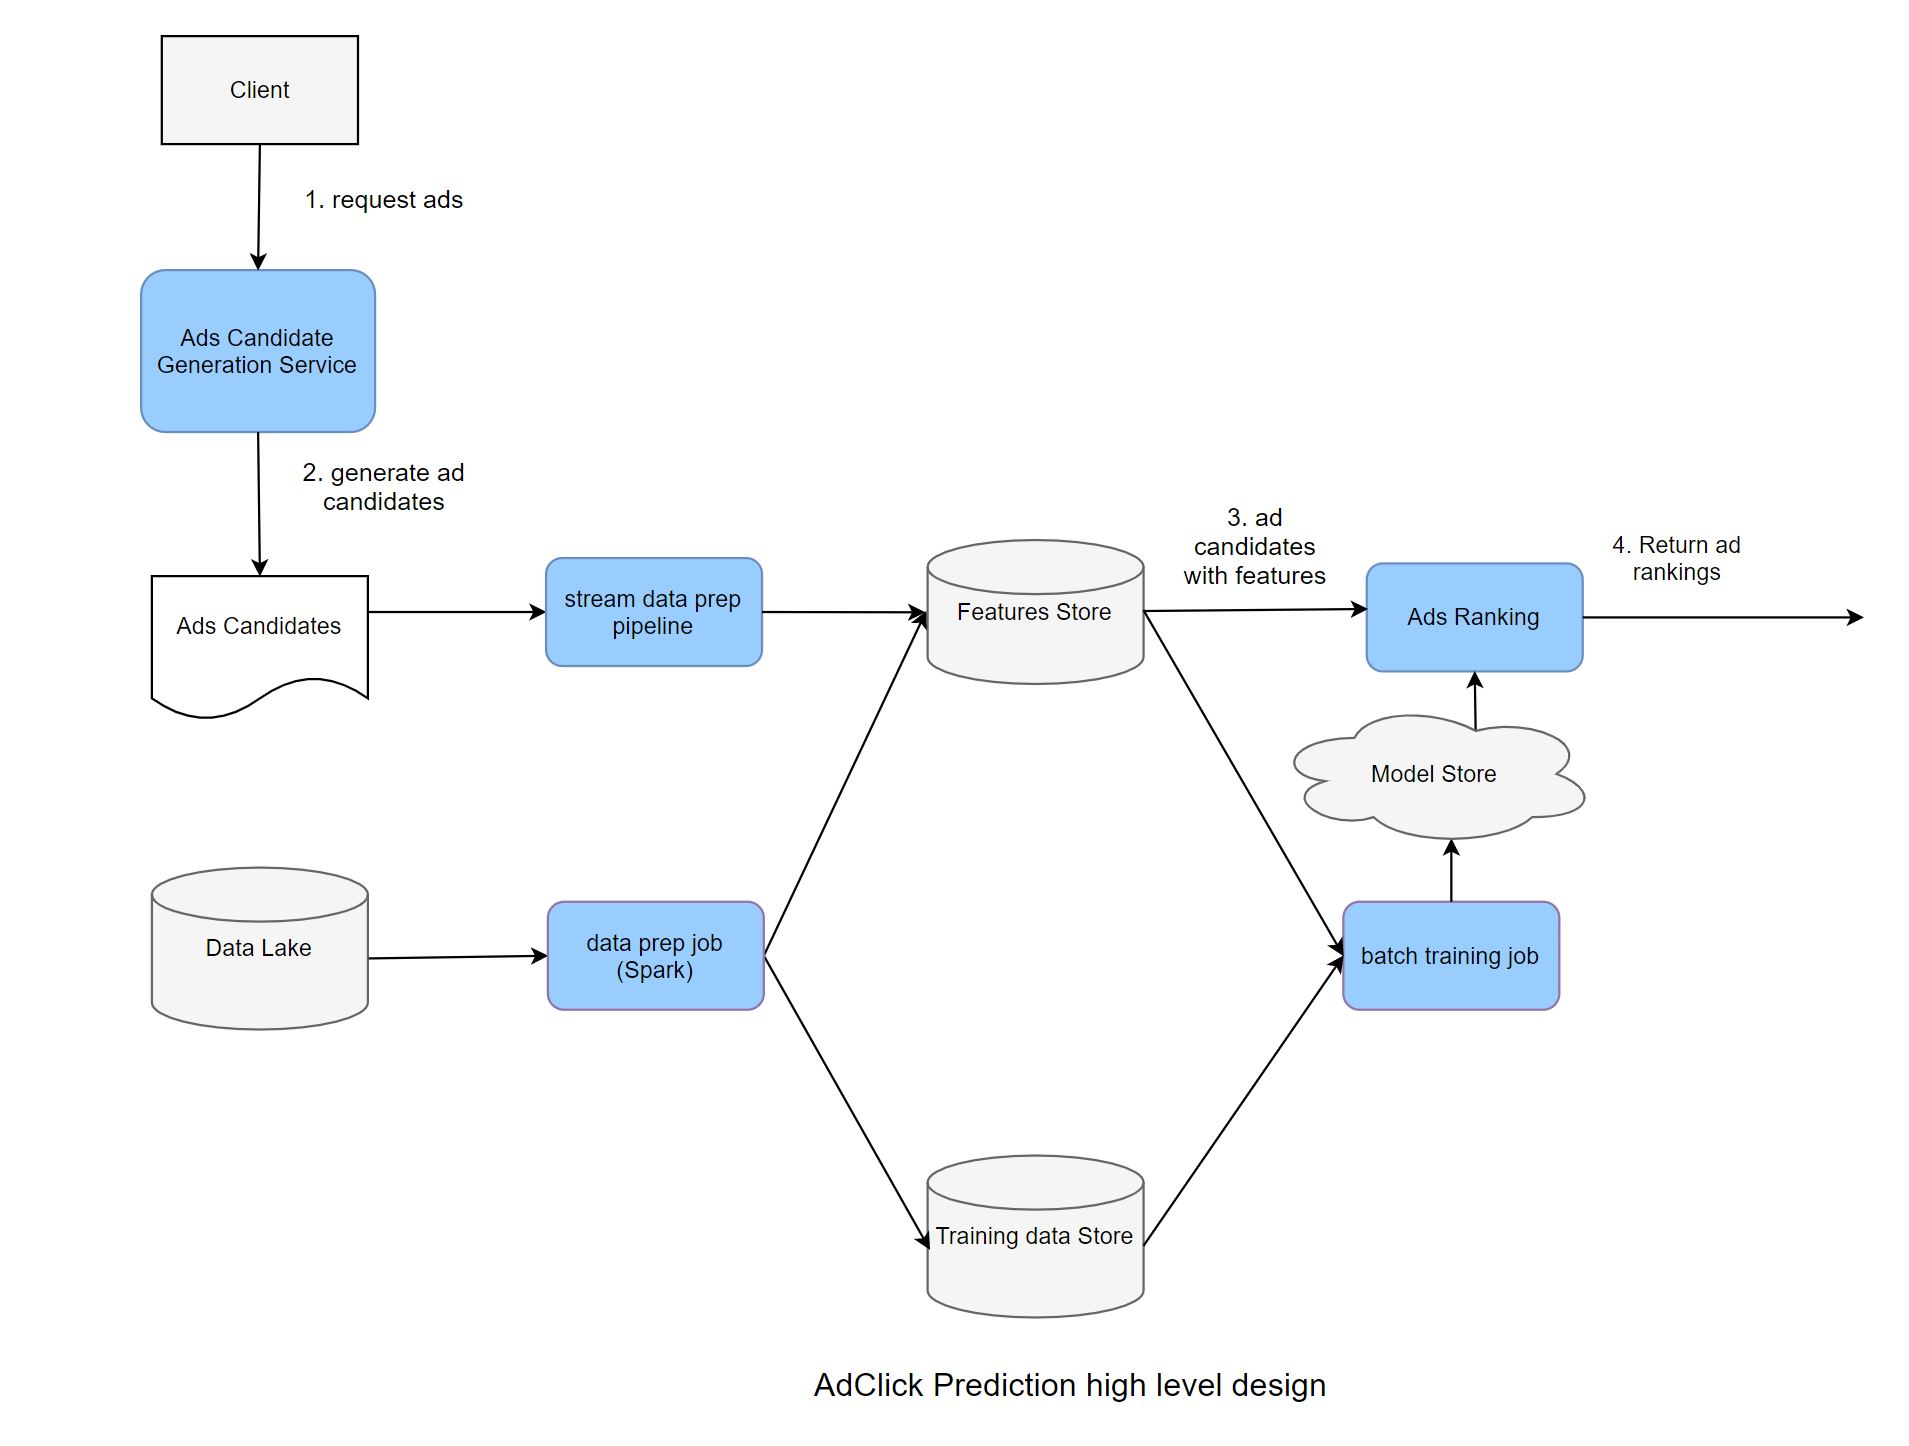 Client
1. request ads
Ads Candidate
Generation Service
2. generate ad
candidates
Ads Candidates
stream data prep
pipeline
Features Store
3. ad
candidates
with features
Ads Ranking
4. Return ad
rankings
Model Store
Data Lake
data prep job
(Spark)
batch training job
Training data Store
AdClick Prediction high level design